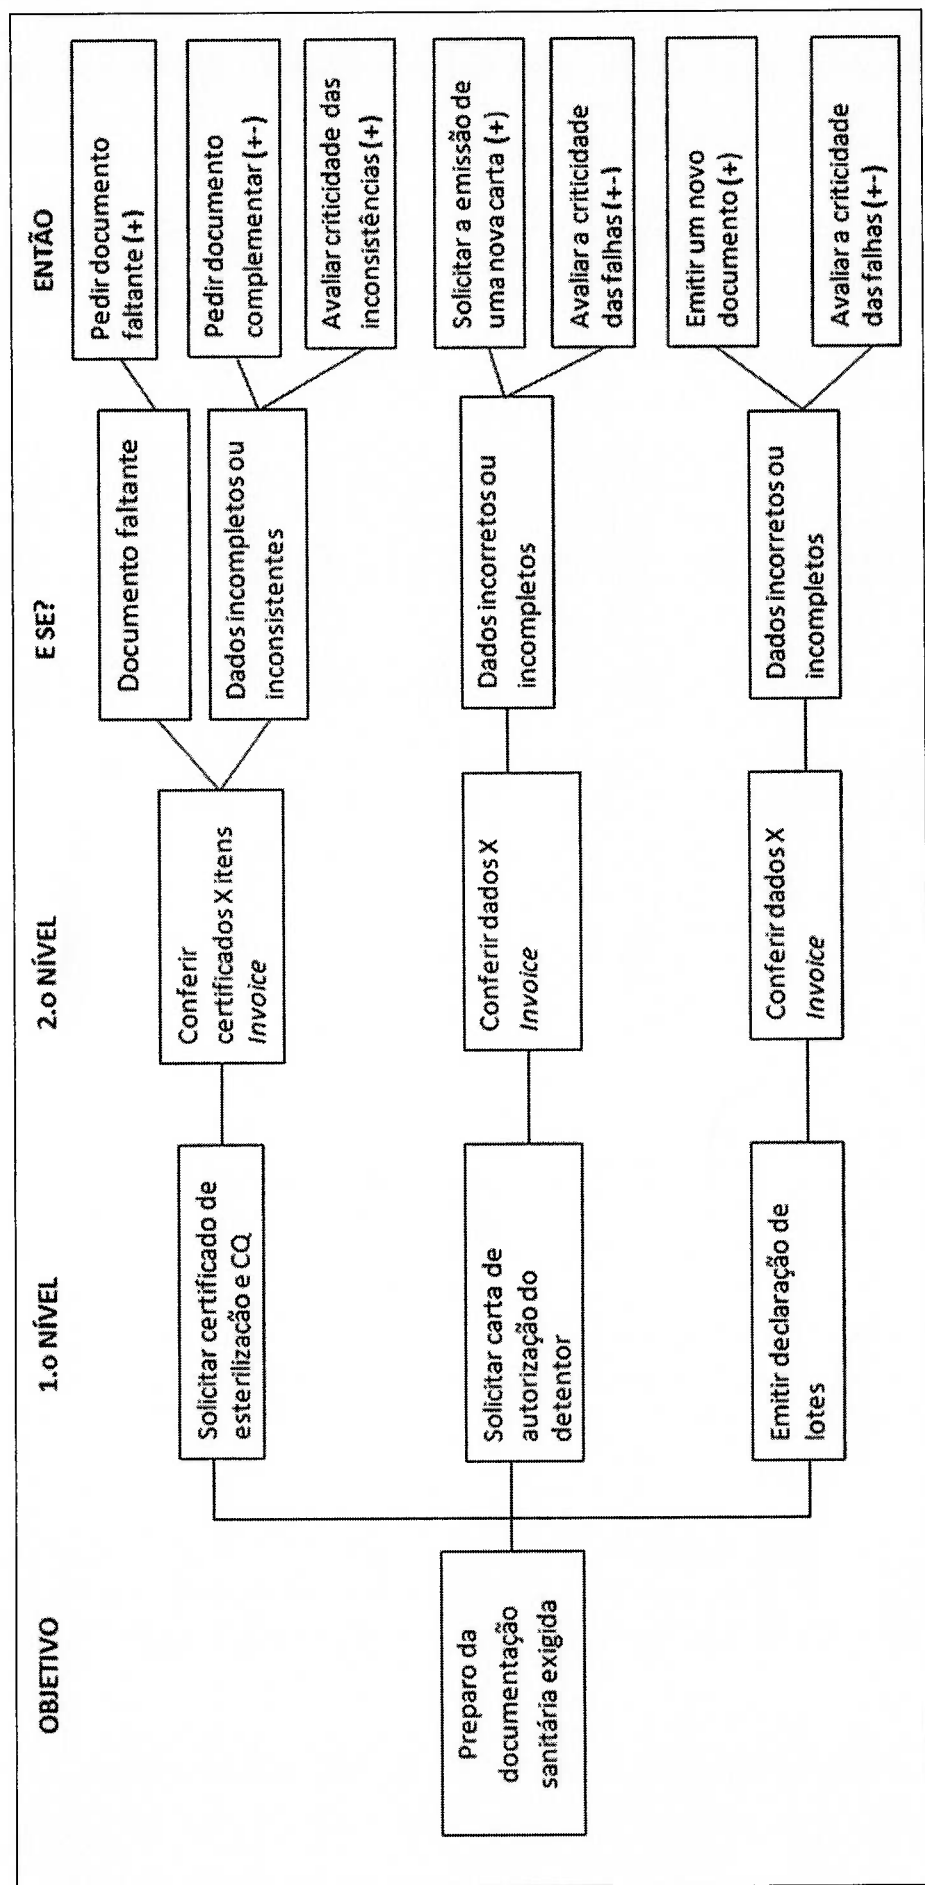 OBJETIVO
1.o NÍVEL
2.o NÍVEL
E SE?
ENTÃO
Preparo da
documentação
sanitária exigida
Solicitar certificado de
esterilização e CQ
Conferir
certificados X itens
Invoice
Documento faltante
Pedir documento
faltante (+)
Dados incompletos ou
inconsistentes
Pedir documento
complementar (+-)
Avaliar criticidade das
inconsistências (+)
Solicitar carta de
autorização do
detentor
Conferir dados X
Invoice
Dados incorretos ou
incompletos
Solicitar a emissão de
uma nova carta (+)
Avaliar a criticidade
das falhas (+-)
Emitir declaração de
lotes
Conferir dados X
Invoice
Dados incorretos ou
incompletos
Emitir um novo
documento (+)
Avaliar a criticidade
das falhas (+-)